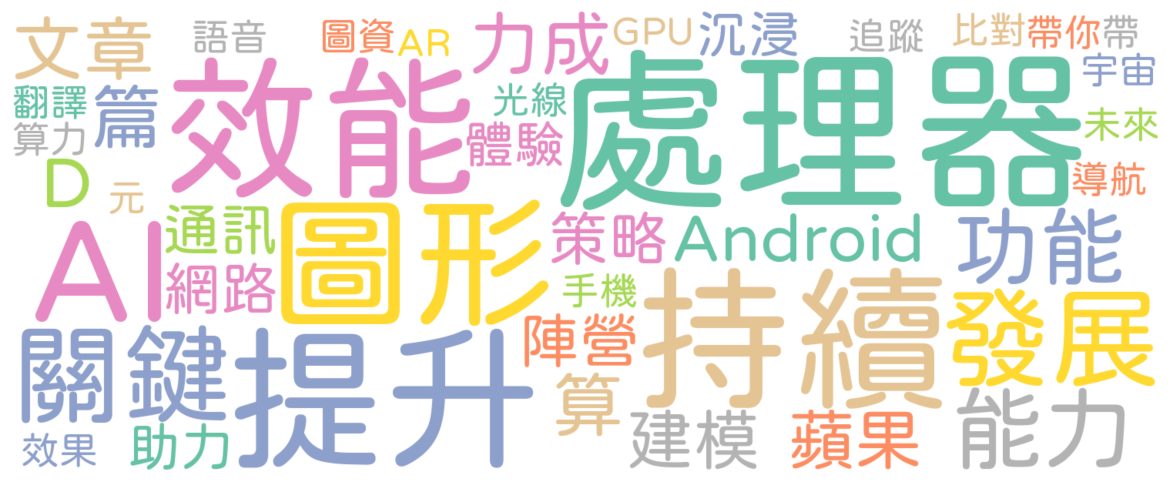 文章
語音
圖資
AR
力成
GPU
沉浸
追蹤
比對
帶你
帶
宇宙
翻譯
篇
效能
光線
處理器
未來
算力
體驗
D
元
導航
通訊
AI
圖形
策略
Android
功能
網路
手機
持續
發展
陣營
關鍵
提升
算
能力
效果
助力
建模
蘋果